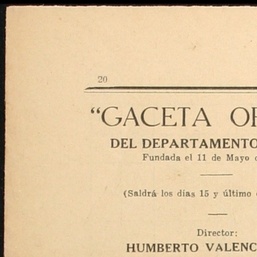 20
"GACETA OF
DEL DEPARTAMENTO
Fundada el 11 de Mayo d
(Saldrá los días 15 y último
Director:
HUMBERTO VALENC